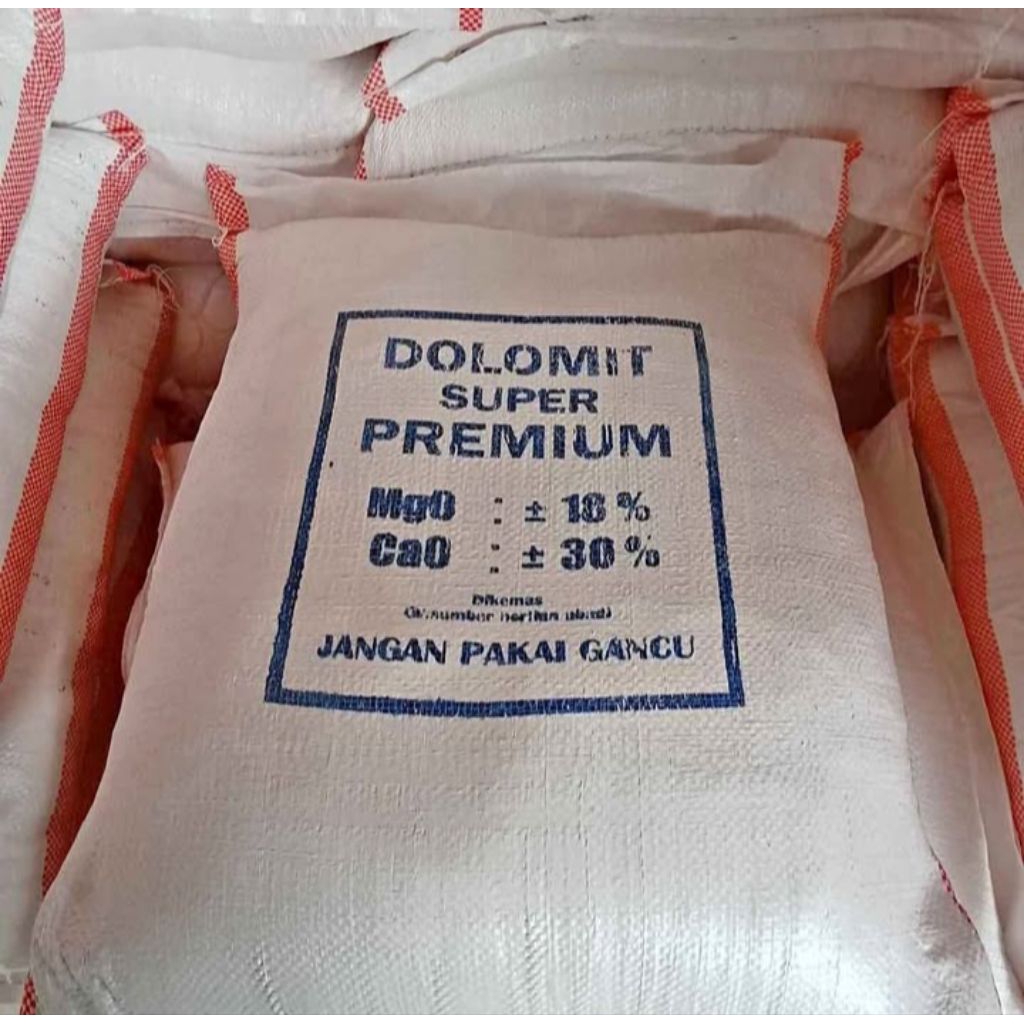 DOLOMIT
SUPER
PREMIUM
MgO : ± 18 %
CaO : ± 30 %
Dikemas
JANGAN PAKAI GANCU